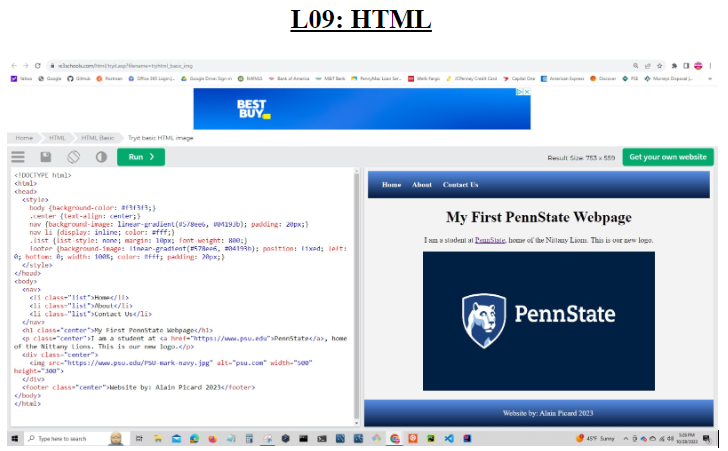 L09: HTML
w3schools.com/html/tryit.asp?filename=tryhtml_basic_img
Yahoo Google GitHub Postman Office 365 Login |... Google Drive: Sign-in Bank of America M&T Bank PennyMac Loan Ser... Wells Fargo JCPenney Credit Card Capital One American Express Discover PSE Murreys Disposal |...
BEST
BUY
Home HTML HTML Basic Tryit basic HTML image
Run ❯
Result Size: 753 x 559
Get your own website
<!DOCTYPE html>
<html>
<head>
<style>
body {background-color: #f3f3f3;}
.center {text-align: center;}
nav {background-image: linear-gradient(#578ee6, #04193b); padding: 20px;}
nav li {display: inline; color: #fff;}
.list {list-style: none; margin: 10px; font-weight: 800;}
footer {background-image: linear-gradient(#578ee6, #04193b); position: fixed; left:
0; bottom: 0; width: 100%; color: #fff; padding: 20px;}
</style>
</head>
<body>
<nav>
<li class="list">Home</li>
<li class="list">About</li>
<li class="list">Contact Us</li>
</nav>
<h1 class="center">My First PennState Webpage</h1>
<p class="center">I am a student at <a href="https://www.psu.edu">PennState</a>, home
of the Nittany Lions. This is our new logo.</p>
<div class="center">
<img src="https://www.psu.edu/PSU-mark-navy.jpg" alt="psu.com" width="500"
height="300">
</div>
<footer class="center">Website by: Alain Picard 2023</footer>
</body>
</html>
Home About Contact Us
My First PennState Webpage
I am a student at PennState, home of the Nittany Lions. This is our new logo.
PennState
Website by: Alain Picard 2023
Type here to search
45°F Sunny